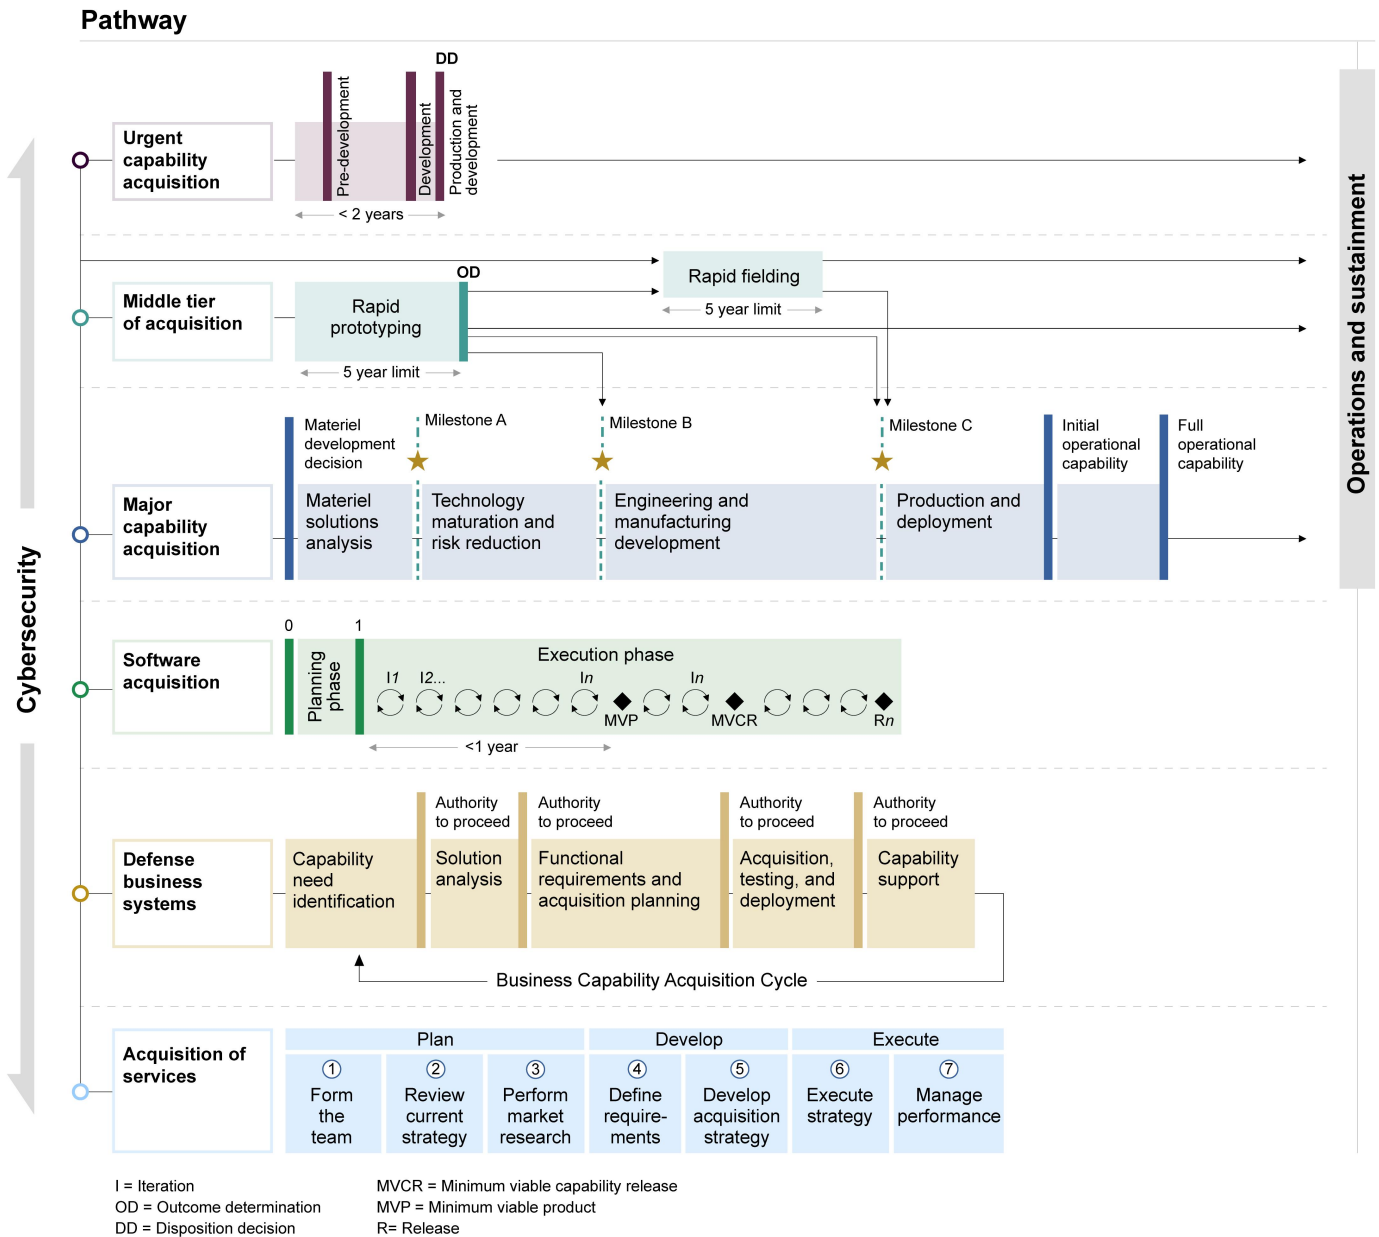 Pathway
DD
Urgent
capability
acquisition
Pre-development
Development
Production and
development
< 2 years
Middle tier
of acquisition
Rapid
prototyping
OD
5 year limit
Rapid fielding
5 year limit
Major
capability
acquisition
Materiel
development
decision
Milestone A
Milestone B
Milestone C
Initial
operational
capability
Full
operational
capability
Materiel
solutions
analysis
Technology
maturation and
risk reduction
Engineering and
manufacturing
development
Production and
deployment
Operations and sustainment
Cybersecurity
Software
acquisition
0
1
Planning
phase
Execution phase
I1
I2...
In
In
MVP
MVCR
Rn
<1 year
Defense
business
systems
Authority
to proceed
Authority
to proceed
Authority
to proceed
Authority
to proceed
Capability
need
identification
Solution
analysis
Functional
requirements and
acquisition planning
Acquisition,
testing, and
deployment
Capability
support
Business Capability Acquisition Cycle
Acquisition of
services
Plan
Develop
Execute
1
Form
the
team
2
Review
current
strategy
3
Perform
market
research
4
Define
require-
ments
5
Develop
acquisition
strategy
6
Execute
strategy
7
Manage
performance
I = Iteration
OD = Outcome determination
DD = Disposition decision
MVCR = Minimum viable capability release
MVP = Minimum viable product
R= Release